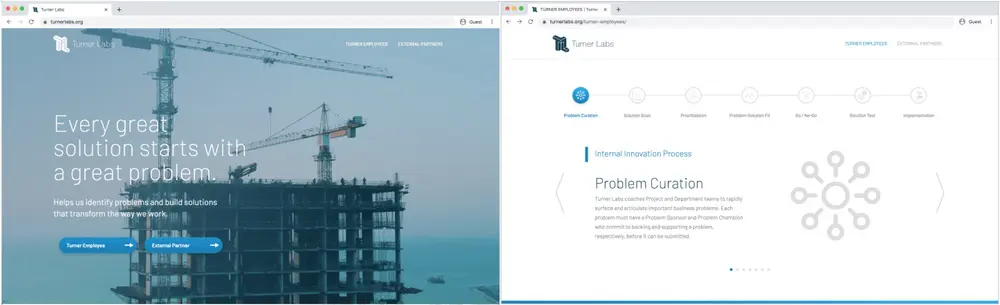 Turner Labs
turnerlabs.org
Guest
Turner Labs
TURNER EMPLOYEES
EXTERNAL PARTNERS
Every great
solution starts with
a great problem.
Helps us identify problems and build solutions
that transform the way we work.
Turner Employee
External Partner
TURNER EMPLOYEES | Turner
turnerlabs.org/turner-employees/
Guest
Turner Labs
TURNER EMPLOYEES
EXTERNAL PARTNERS
Problem Curation
Solution Scan
Prioritization
Problem-Solution Fit
Go / No-Go
Solution Test
Implementation
Internal Innovation Process
Problem Curation
Turner Labs coaches Project and Department teams to rapidly
surface and articulate important business problems. Each
problem must have a Problem Sponsor and Problem Champion
who commit to backing and supporting a problem,
respectively, before it can be submitted.